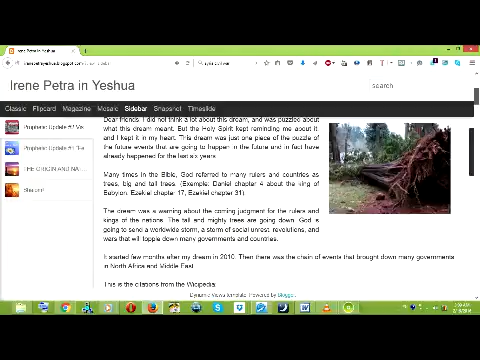 Irene Petra in Yeshua
Irene Petra in Yeshua
search
Classic Flipcard Magazine Mosaic Sidebar Snapshot Timeslide
Dear friends I did not think a lot about this dream, and was puzzled about
what this dream meant. But the Holy Spirit kept reminding me about it,
and I kept it in my heart. This dream was just one piece of the puzzle of
the future events that are going to happen in the future and in fact have
already happened for the last six years
Many times in the Bible, God referred to many rulers and countries as
trees, big and tall trees. (Exemple: Daniel chapter 4 about the king of
Babylon. Ezekiel chapter 17, Ezekiel chapter 31).
The dream was a warning about the coming judgment for the rulers and
kings of the nations. The tall and mighty trees are going down. God is
going to send a worldwide storm, a storm of social unrest, revolutions, and
wars that will topple down many governments and countries.
It started few months after my dream in 2010. Then there was the chain of events that brought down many governments
in North Africa and Middle East
This is the citations from the Wicipedia:
Prophetic Update #2
Prophetic Update #1
THE ORIGIN AND
Dynamic Views template. Powered by Blogger.